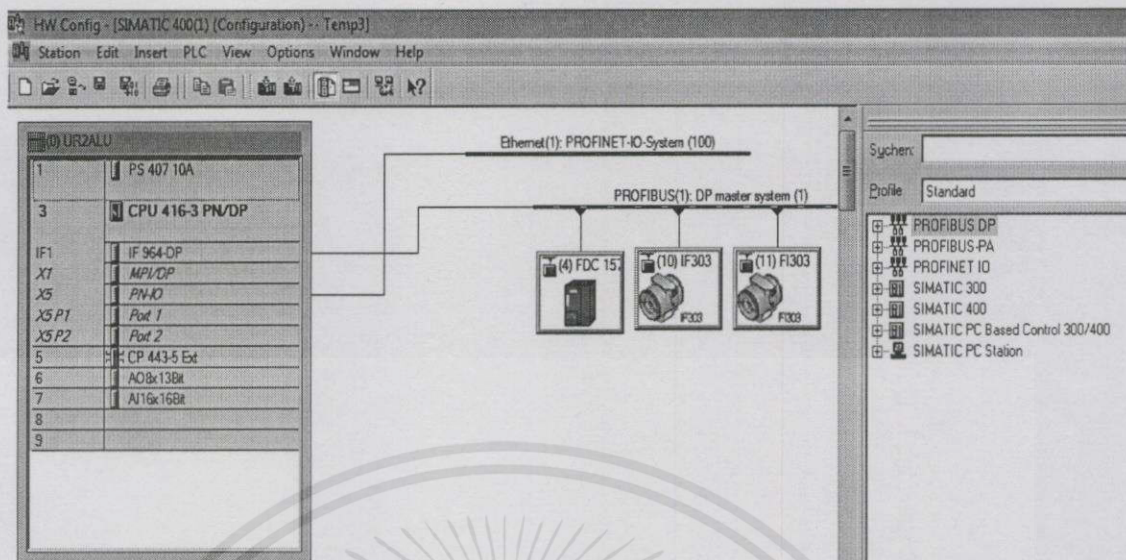 HW Config - [SIMATIC 400(1) (Configuration) -- Temp3]
Station Edit Insert PLC View Options Window Help
(0) UR2ALU
1 PS 407 10A
3 CPU 416-3 PN/DP
IF1 IF 964-DP
X1 MPI/DP
X5 PN-IO
X5 P1 Port 1
X5 P2 Port 2
5 CP 443-5 Ext
6 AO8x13Bit
7 AI16x16Bit
8
9
Ethernet(1): PROFINET-IO-System (100)
PROFIBUS(1): DP master system (1)
(4) FDC 157
(10) IF303
IF303
(11) FI303
FI303
Suchen:
Profile Standard
PROFIBUS DP
PROFIBUS-PA
PROFINET IO
SIMATIC 300
SIMATIC 400
SIMATIC PC Based Control 300/400
SIMATIC PC Station